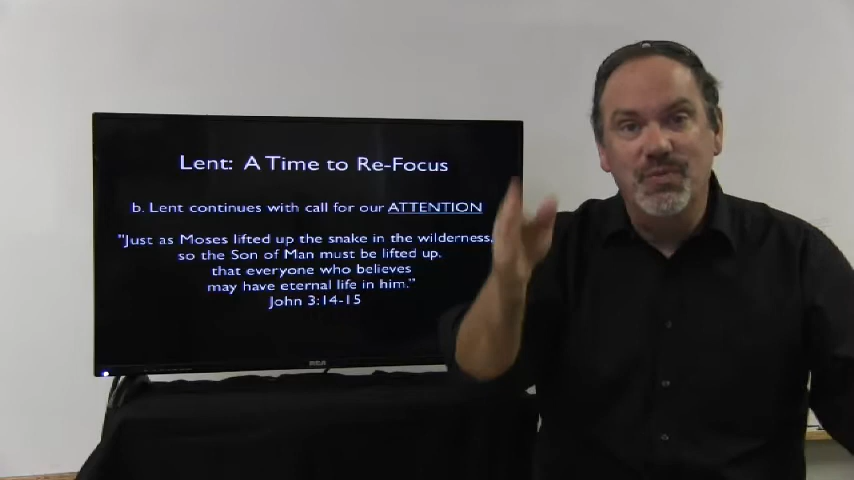 Lent: A Time to Re-Focus
b. Lent continues with call for our ATTENTION
"Just as Moses lifted up the snake in the wilderness,
so the Son of Man must be lifted up.
that everyone who believes
may have eternal life in him."
John 3:14-15
RCA